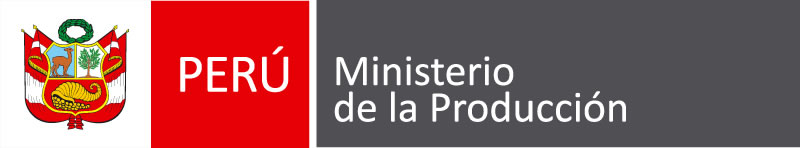 PERÚ
Ministerio
de la Producción